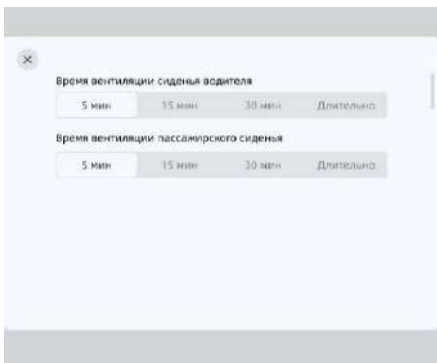 Время вентиляции сиденья водителя
5 мин 15 мин 30 мин Длительно
Время вентиляции пассажирского сиденья
5 мин 15 мин 30 мин Длительно